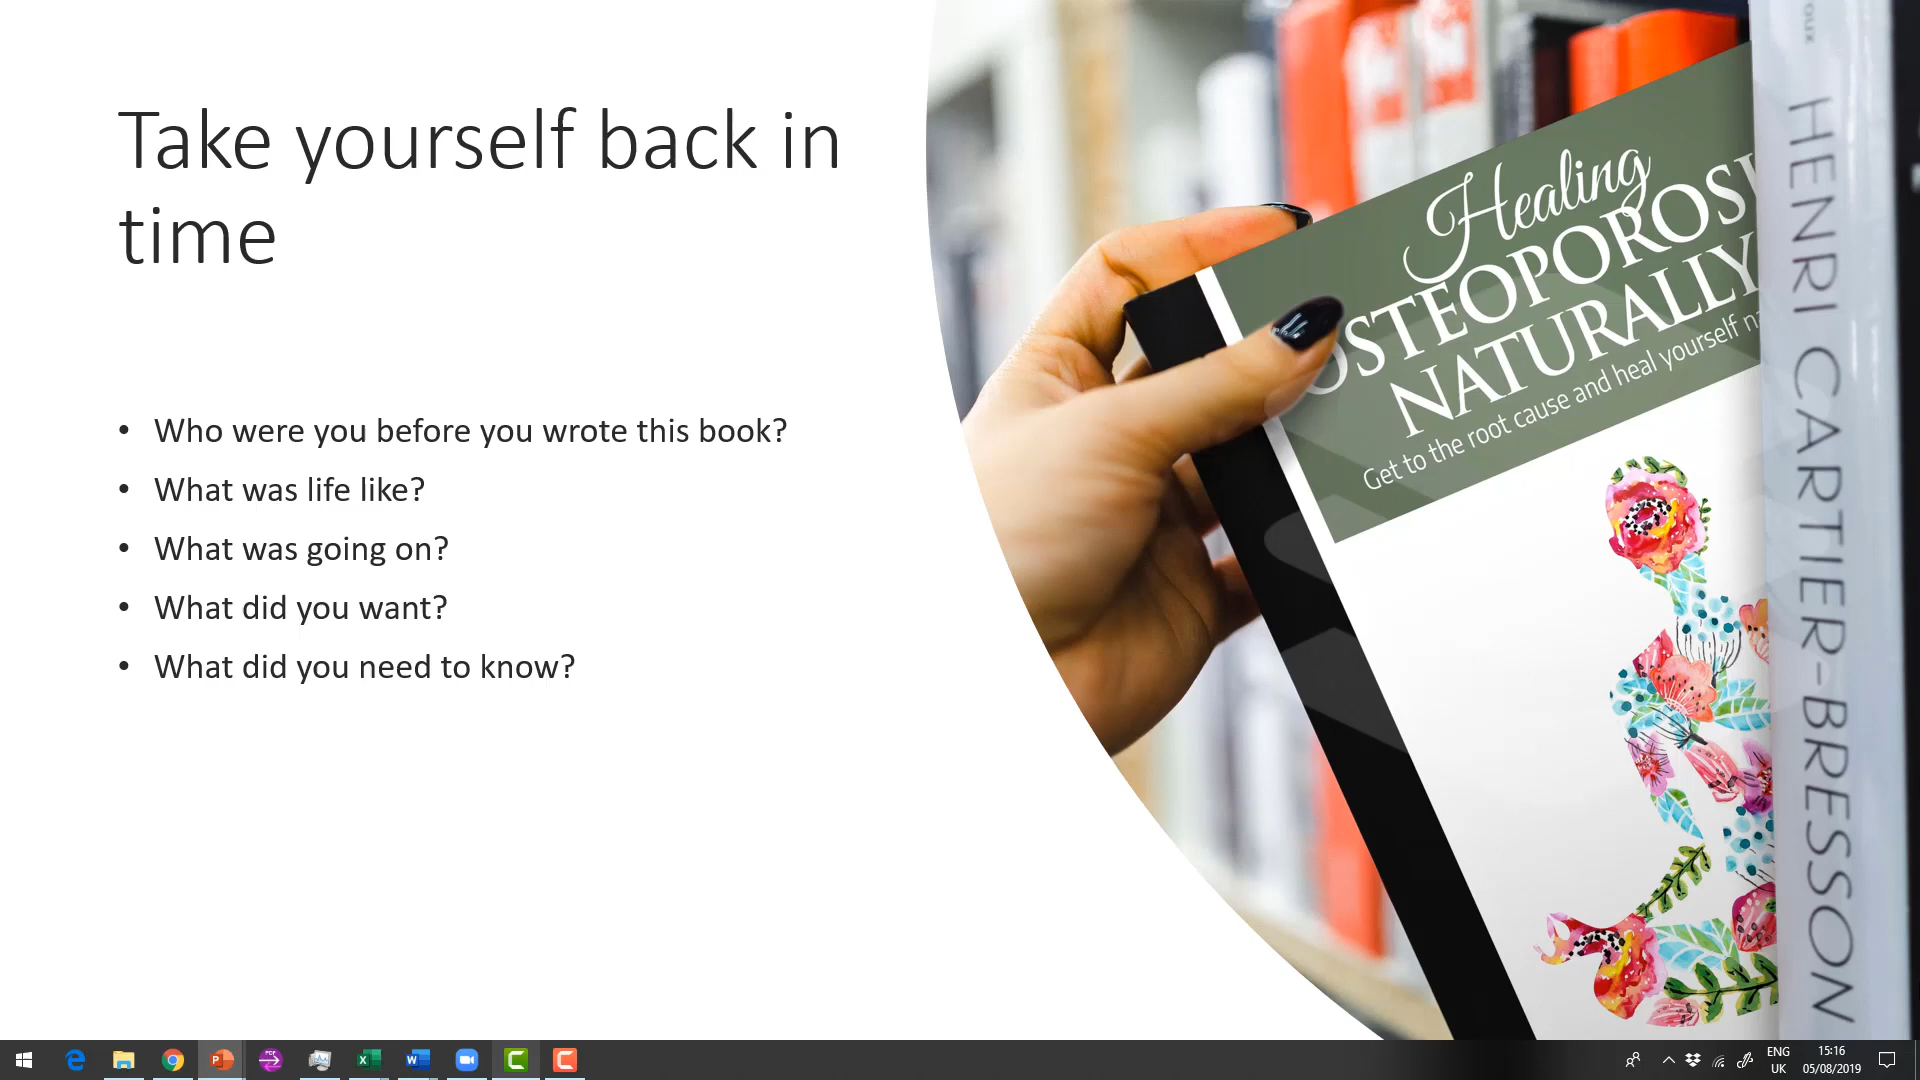 Take yourself back in
time
• Who were you before you wrote this book?
• What was life like?
• What was going on?
• What did you want?
• What did you need to know?
Healing
OSTEOPOROSI
NATURALLY
Get to the root cause and heal yourself na
HENRI CARTIER-BRESSON
ENG
UK
15:16
05/08/2019